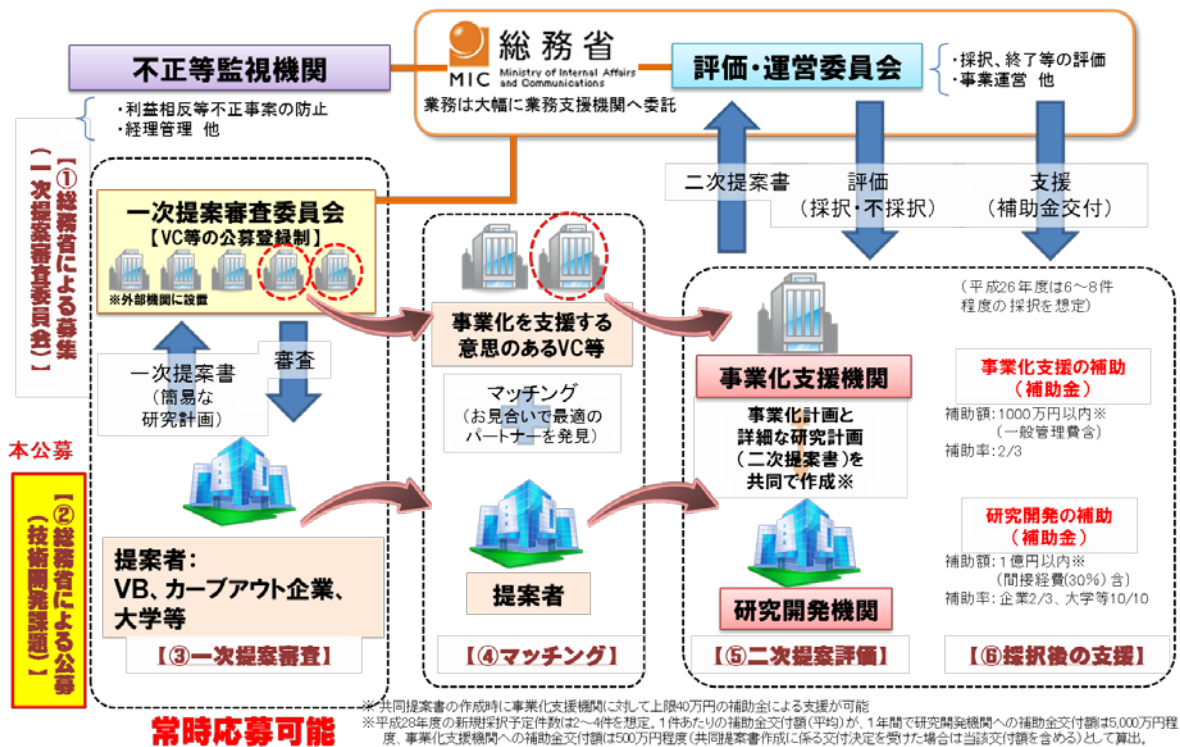 総務省
MIC
Ministry of Internal Affairs
and Communications
業務は大幅に業務支援機関へ委託
不正等監視機関
・利益相反等不正事案の防止
・経理管理 他
評価・運営委員会
・採択、終了等の評価
・事業運営 他
【①総務省による募集
(一次提案審査委員会)】
一次提案審査委員会
【VC等の公募登録制】
※外部機関に設置
一次提案書
(簡易な
研究計画)
審査
本公募
【②総務省による公募
(技術開発課題)】
提案者:
VB、カーブアウト企業、
大学等
【③一次提案審査】
常時応募可能
事業化を支援する
意思のあるVC等
マッチング
(お見合いで最適の
パートナーを発見)
提案者
【④マッチング】
二次提案書
評価
(採択・不採択)
支援
(補助金交付)
事業化支援機関
事業化計画と
詳細な研究計画
(二次提案書)を
共同で作成※
研究開発機関
【⑤二次提案評価】
(平成26年度は6~8件
程度の採択を想定)
事業化支援の補助
(補助金)
補助額:1000万円以内※
(一般管理費含)
補助率:2/3
研究開発の補助
(補助金)
補助額:1億円以内※
(間接経費(30%)含)
補助率:企業2/3、大学等10/10
【⑥採択後の支援】
※ 共同提案書の作成時に事業化支援機関に対して上限40万円の補助金による支援が可能
※平成28年度の新規採択予定件数は2~4件を想定。1件あたりの補助金交付額(平均)が、1年間で研究開発機関への補助金交付額は5,000万円程
度、事業化支援機関への補助金交付額は500万円程度(共同提案書作成に係る交付決定を受けた場合は当該交付額を含める)として算出。